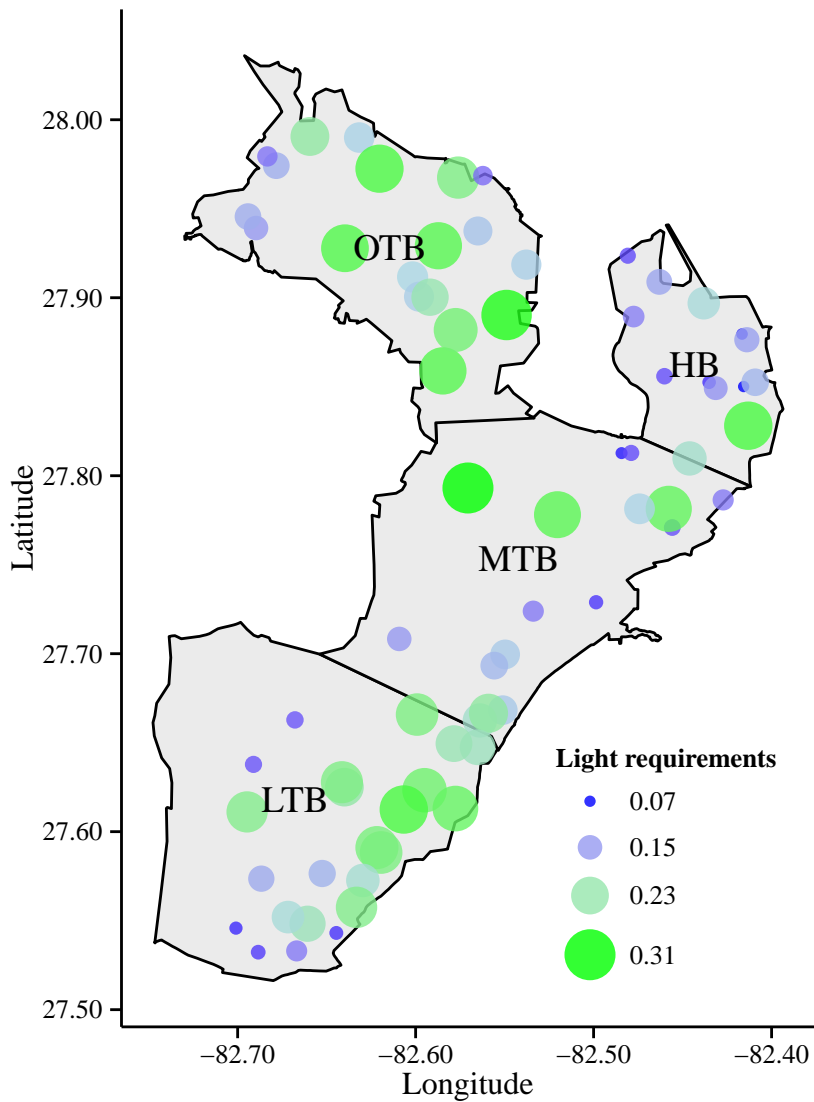 28.00
27.90
27.80
27.70
27.60
27.50
Latitude
OTB
HB
MTB
LTB
Light requirements
0.07
0.15
0.23
0.31
−82.70
−82.60
−82.50
−82.40
Longitude